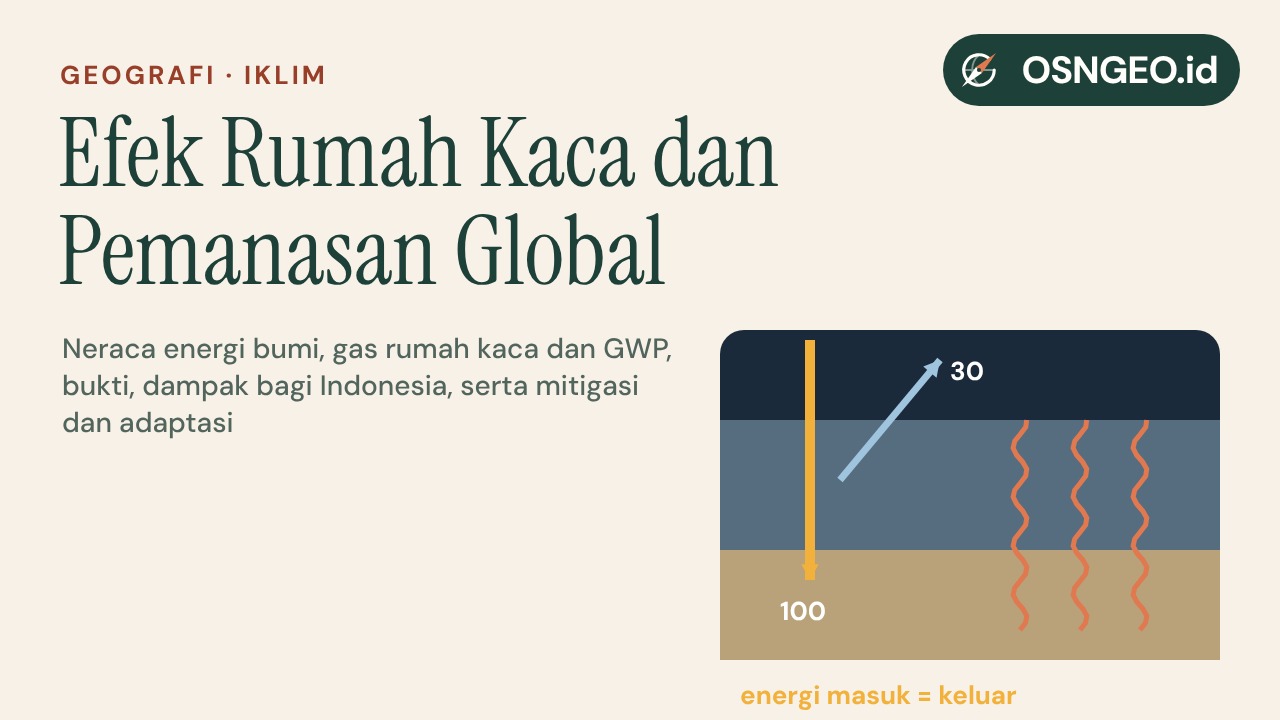 GEOGRAFI · IKLIM
OSNGEO.id
Efek Rumah Kaca dan
Pemanasan Global
Neraca energi bumi, gas rumah kaca dan GWP,
bukti, dampak bagi Indonesia, serta mitigasi
dan adaptasi
30
100
energi masuk = keluar